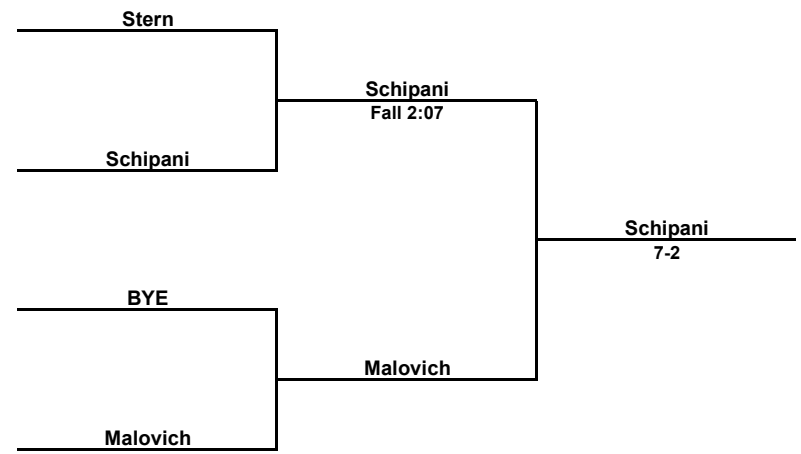 Stern
Schipani
Fall 2:07
Schipani
Schipani
7-2
BYE
Malovich
Malovich